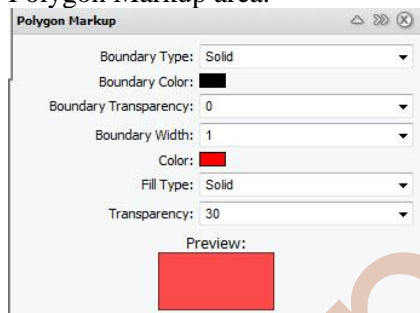 Polygon Markup area.
Polygon Markup
Boundary Type: Solid
Boundary Color:
Boundary Transparency: 0
Boundary Width: 1
Color:
Fill Type: Solid
Transparency: 30
Preview: